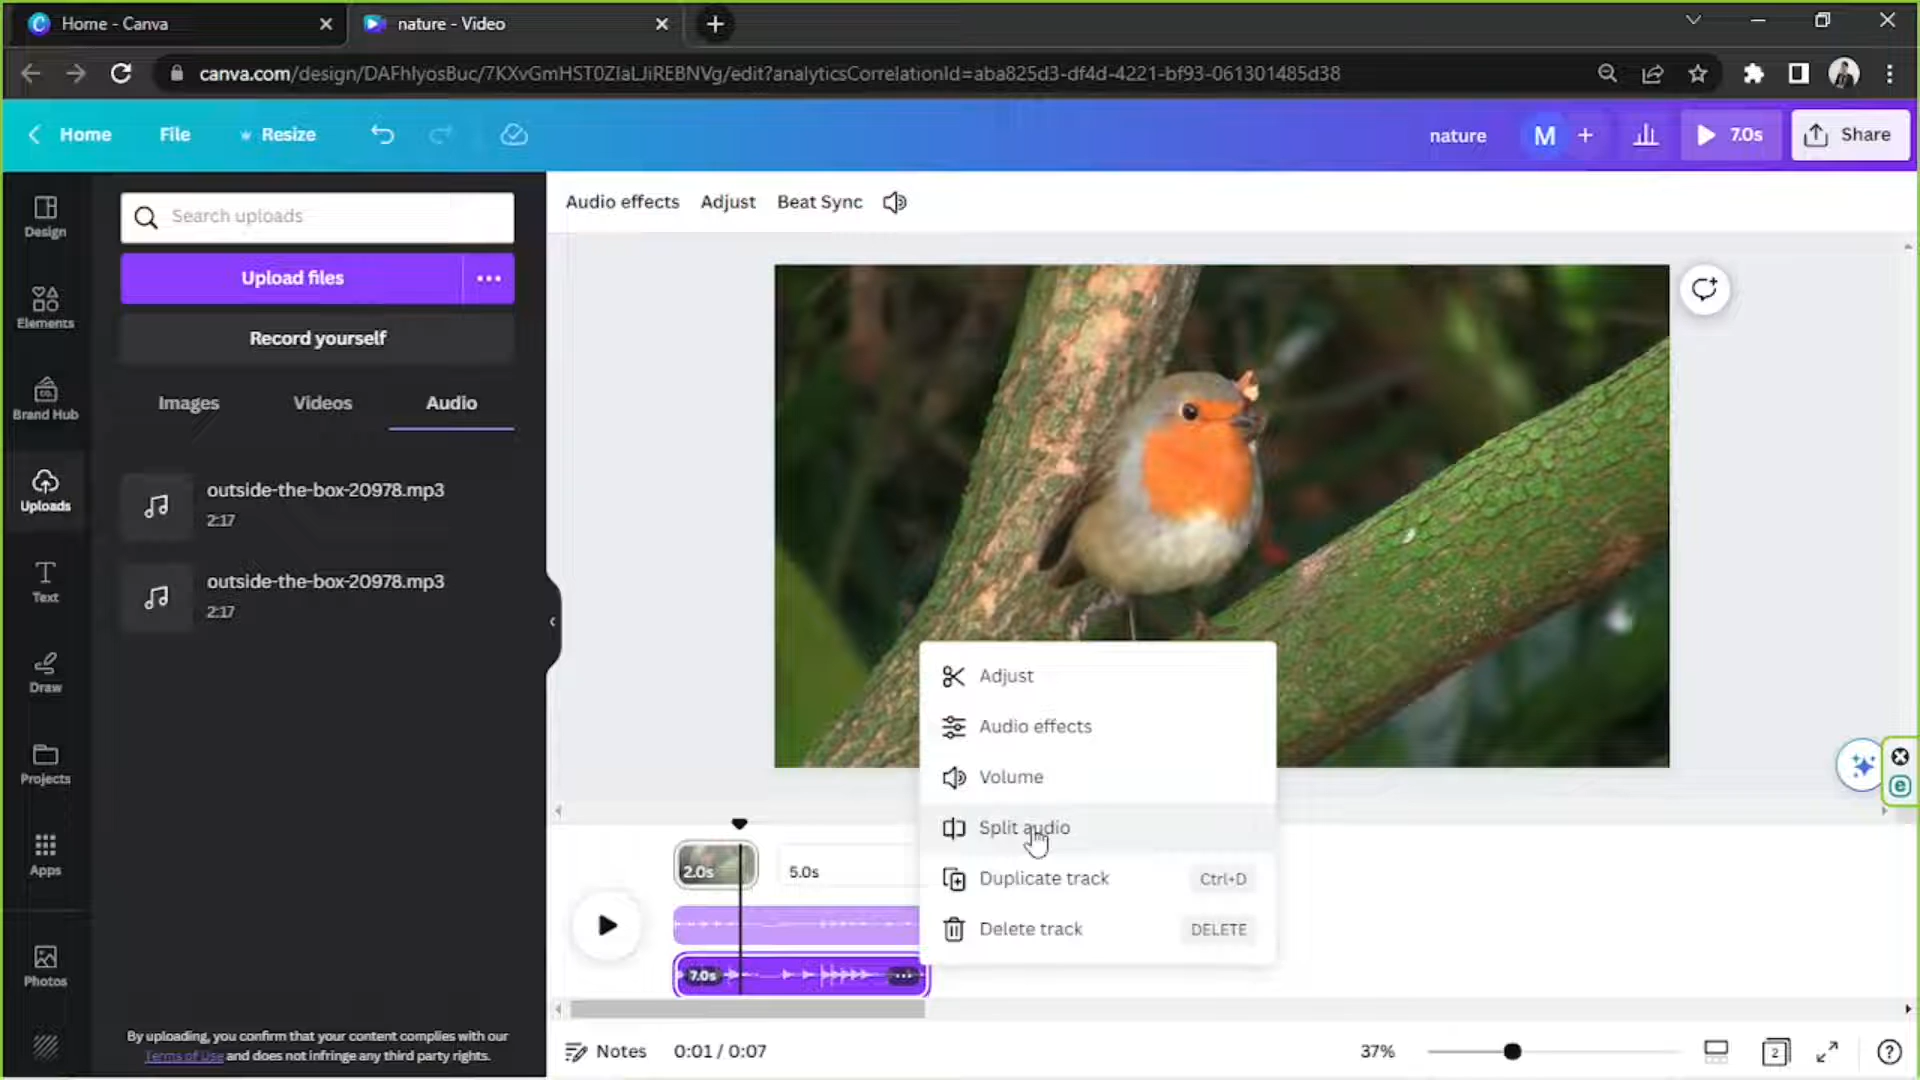 Home - Canva
nature - Video
canva.com/design/DAFhlyosBuc/7KXvGmHST0ZIaLJiREBNVg/edit?analyticsCorrelationId=aba825d3-df4d-4221-bf93-061301485d38
Home
File
Resize
nature
M
7.0s
Share
Design
Elements
Brand Hub
Uploads
Text
Draw
Projects
Apps
Photos
Search uploads
Upload files
Record yourself
Images
Videos
Audio
outside-the-box-20978.mp3
2:17
outside-the-box-20978.mp3
2:17
By uploading, you confirm that your content complies with our
Terms of Use and does not infringe any third party rights.
Audio effects
Adjust
Beat Sync
Adjust
Audio effects
Volume
Split audio
Duplicate track
Ctrl+D
Delete track
DELETE
2.0s
5.0s
7.0s
Notes
0:01 / 0:07
37%
2